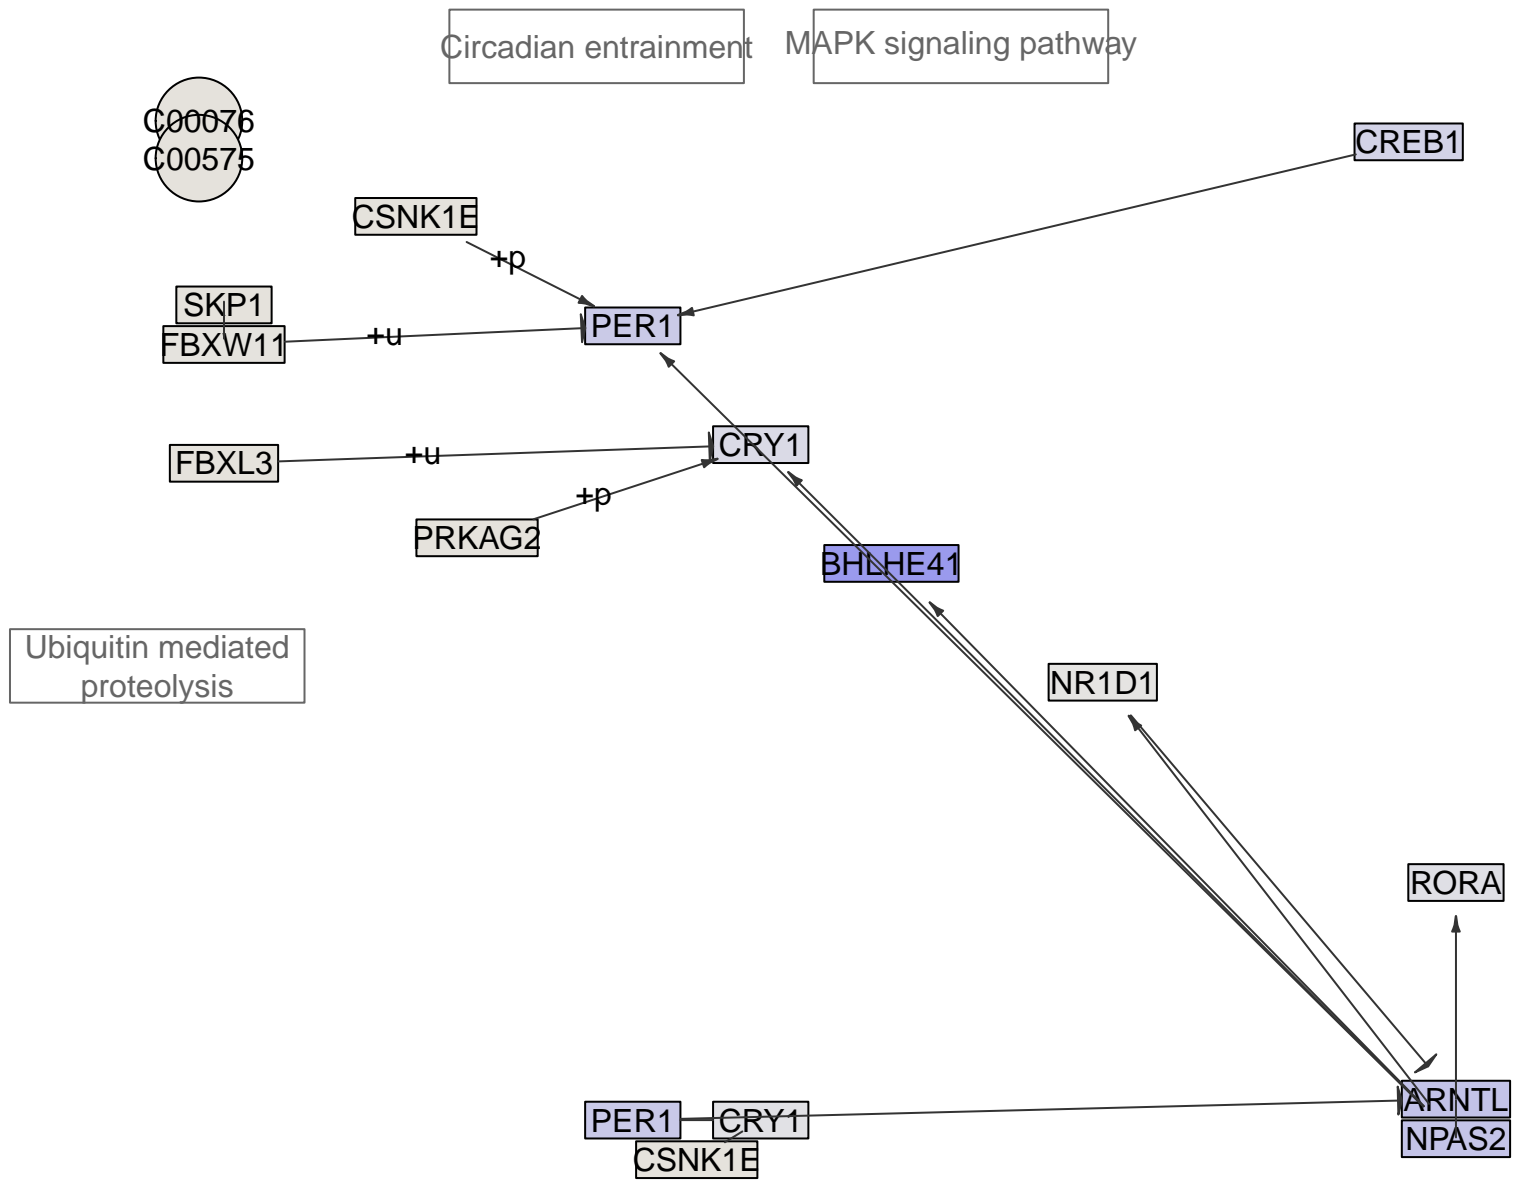 Circadian entrainment
MAPK signaling pathway
C00076
CREB1
C00575
CSNK1E
+p
SKP1
PER1
FBXW11
+u
CRY1
FBXL3
+u
+p
PRKAG2
BHLHE41
Ubiquitin mediated
proteolysis
NR1D1
RORA
ARNTL
PER1
CRY1
NPAS2
CSNK1E